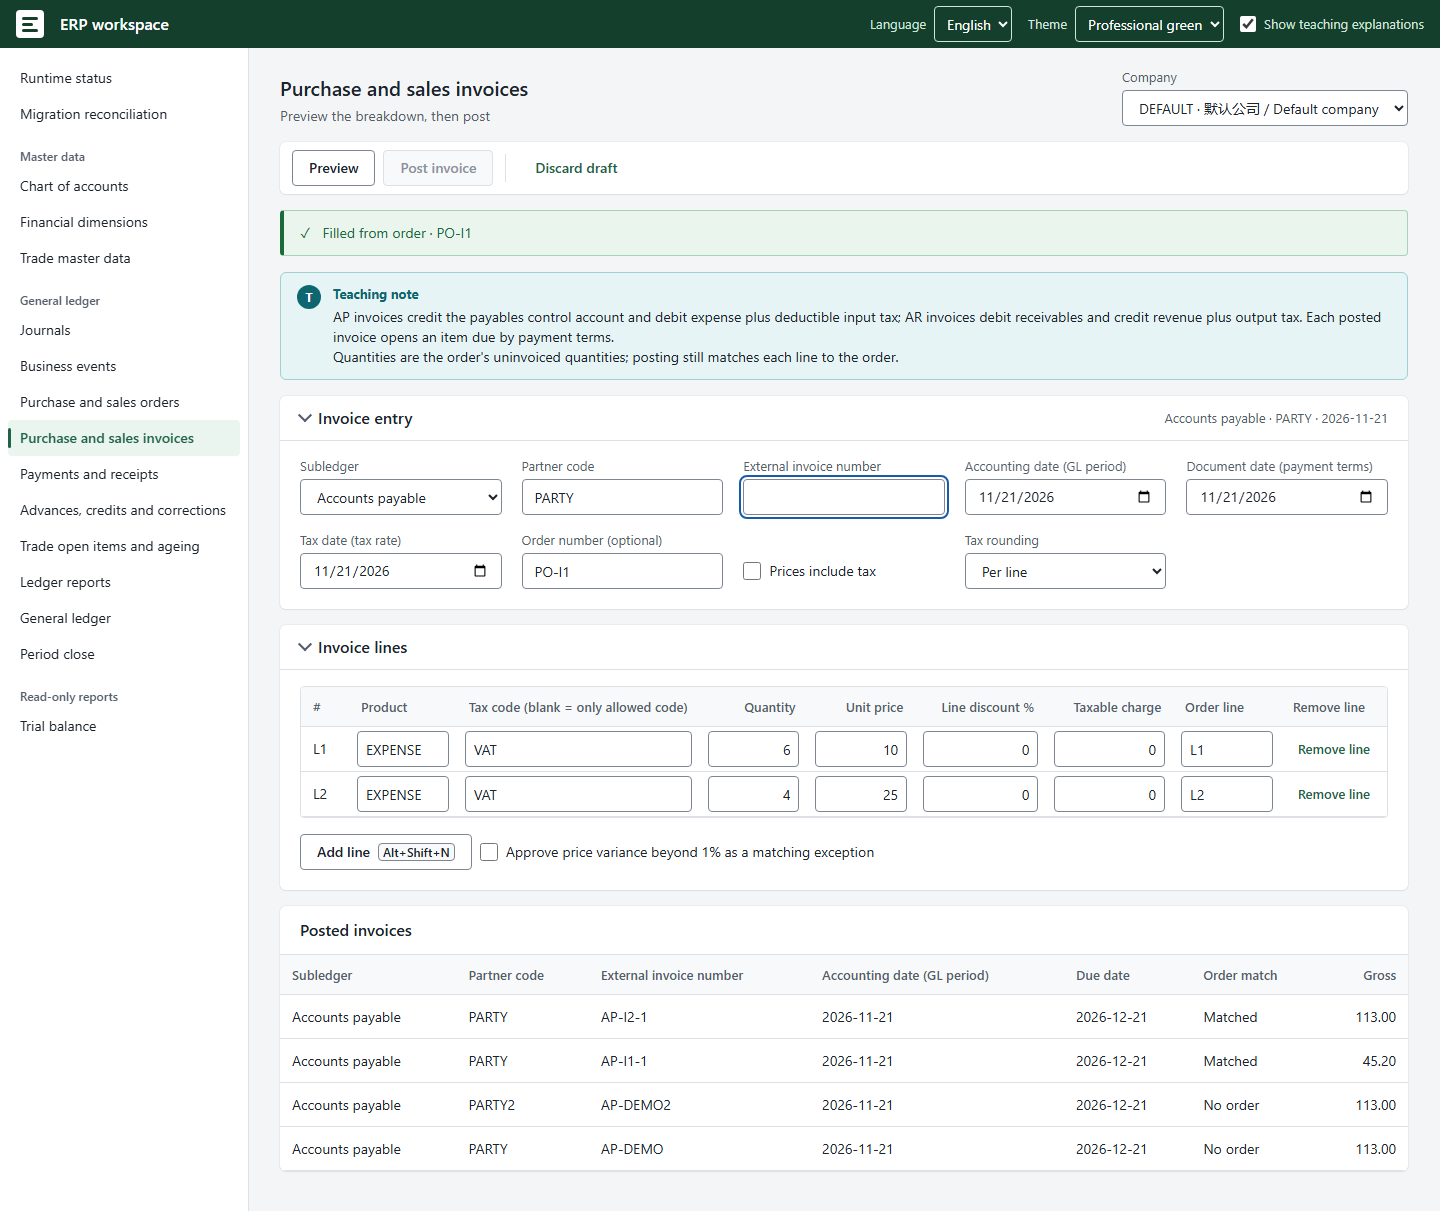 ERP workspace
Language English Theme Professional green Show teaching explanations
Runtime status
Migration reconciliation
Master data
Chart of accounts
Financial dimensions
Trade master data
General ledger
Journals
Business events
Purchase and sales orders
Purchase and sales invoices
Payments and receipts
Advances, credits and corrections
Trade open items and ageing
Ledger reports
General ledger
Period close
Read-only reports
Trial balance
Purchase and sales invoices
Preview the breakdown, then post
Company
DEFAULT · 默认公司 / Default company
Preview Post invoice Discard draft
✓ Filled from order · PO-I1
T Teaching note
AP invoices credit the payables control account and debit expense plus deductible input tax; AR invoices debit receivables and credit revenue plus output tax. Each posted
invoice opens an item due by payment terms.
Quantities are the order's uninvoiced quantities; posting still matches each line to the order.
Invoice entry Accounts payable · PARTY · 2026-11-21
Subledger Partner code External invoice number Accounting date (GL period) Document date (payment terms)
Accounts payable PARTY 11/21/2026 11/21/2026
Tax date (tax rate) Order number (optional) Tax rounding
11/21/2026 PO-I1 Prices include tax Per line
Invoice lines
# Product Tax code (blank = only allowed code) Quantity Unit price Line discount % Taxable charge Order line Remove line
L1 EXPENSE VAT 6 10 0 0 L1 Remove line
L2 EXPENSE VAT 4 25 0 0 L2 Remove line
Add line Alt+Shift+N Approve price variance beyond 1% as a matching exception
Posted invoices
Subledger Partner code External invoice number Accounting date (GL period) Due date Order match Gross
Accounts payable PARTY AP-I2-1 2026-11-21 2026-12-21 Matched 113.00
Accounts payable PARTY AP-I1-1 2026-11-21 2026-12-21 Matched 45.20
Accounts payable PARTY2 AP-DEMO2 2026-11-21 2026-12-21 No order 113.00
Accounts payable PARTY AP-DEMO 2026-11-21 2026-12-21 No order 113.00